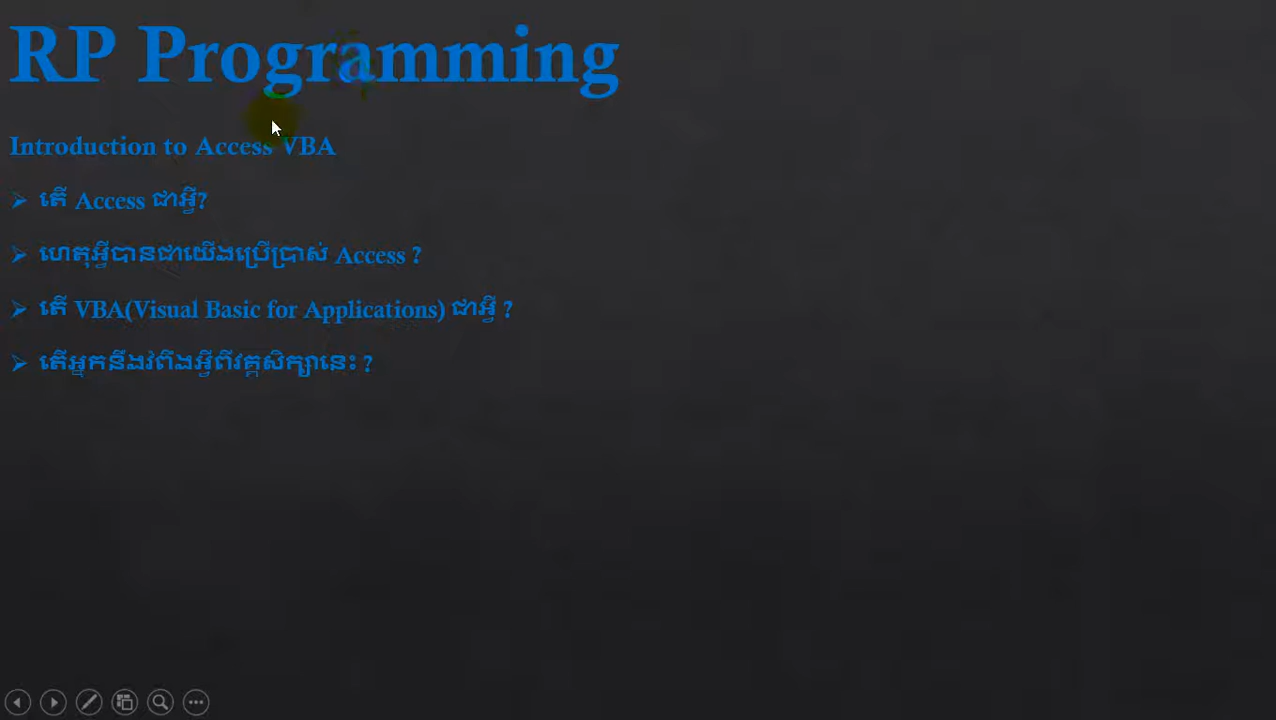 RP Programming
Introduction to Access VBA
➢ តើ Access ជាអ្វី?
➢ ហេតុអ្វីបានជាយើងប្រើប្រាស់ Access ?
➢ តើ VBA(Visual Basic for Applications) ជាអ្វី ?
➢ តើអ្នកនឹងរំពឹងអ្វីពីវគ្គសិក្សានេះ ?